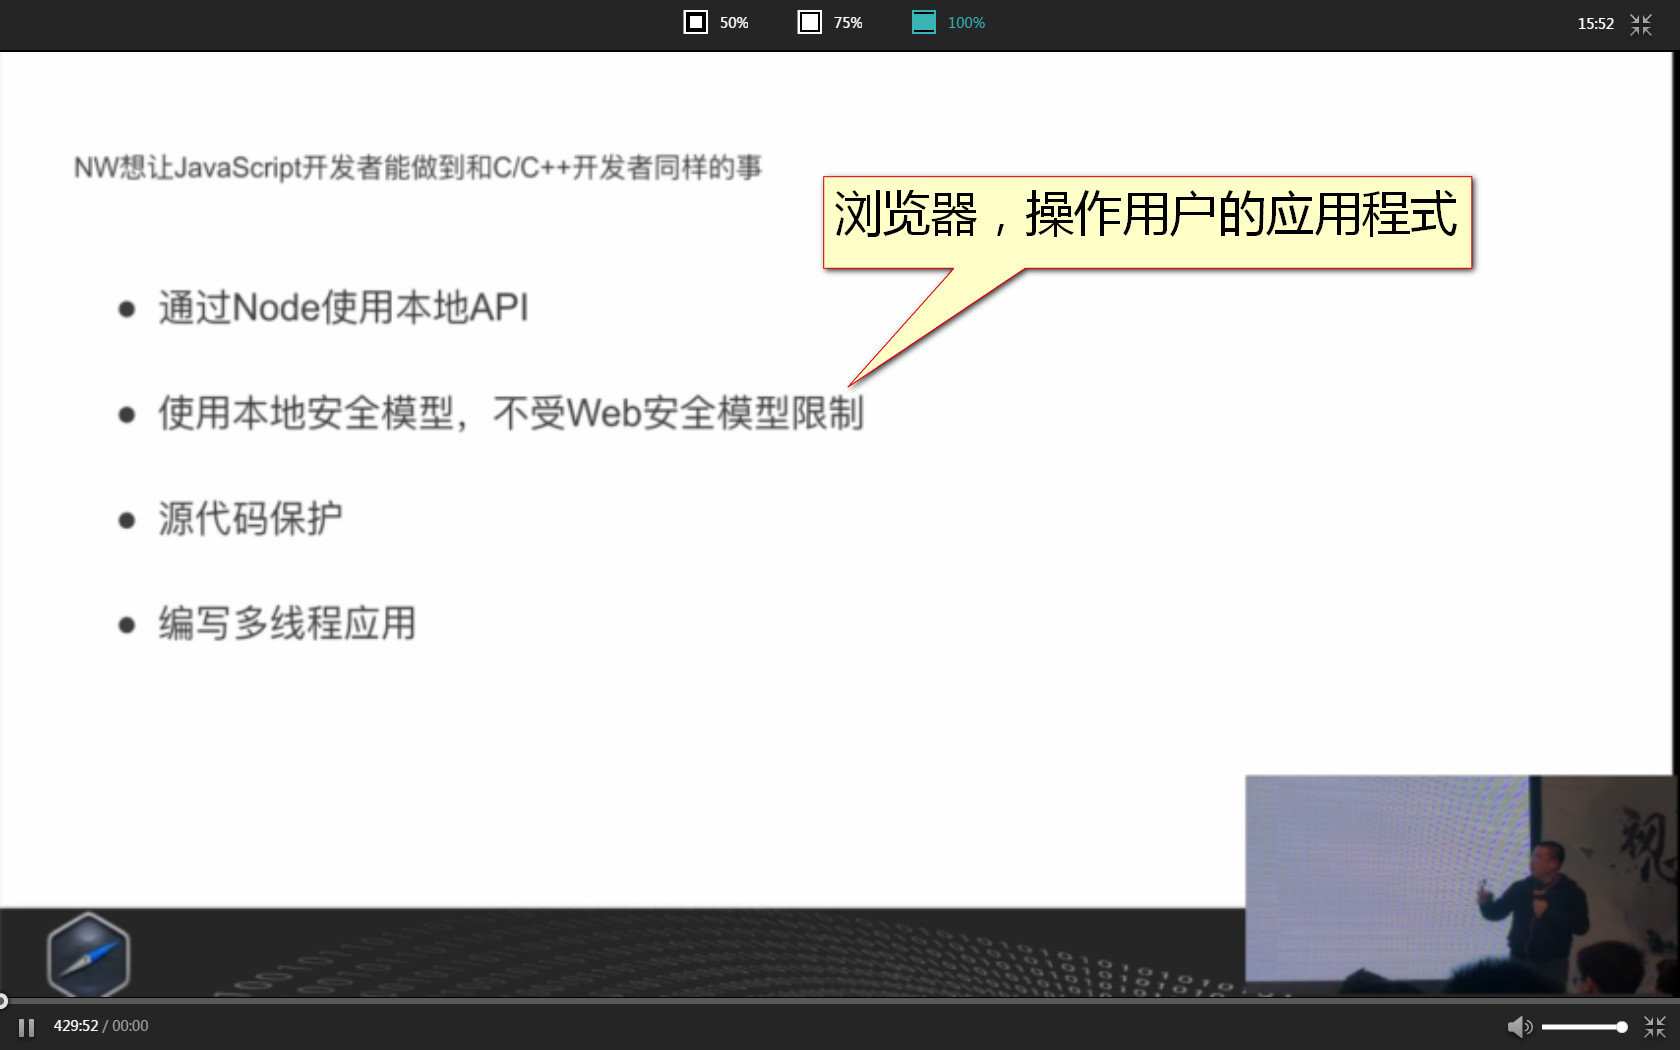 50%
75%
100%
15:52
NW想让JavaScript开发者能做到和C/C++开发者同样的事
浏览器，操作用户的应用程式
● 通过Node使用本地API
● 使用本地安全模型，不受Web安全模型限制
● 源代码保护
● 编写多线程应用
视
429:52 / 00:00